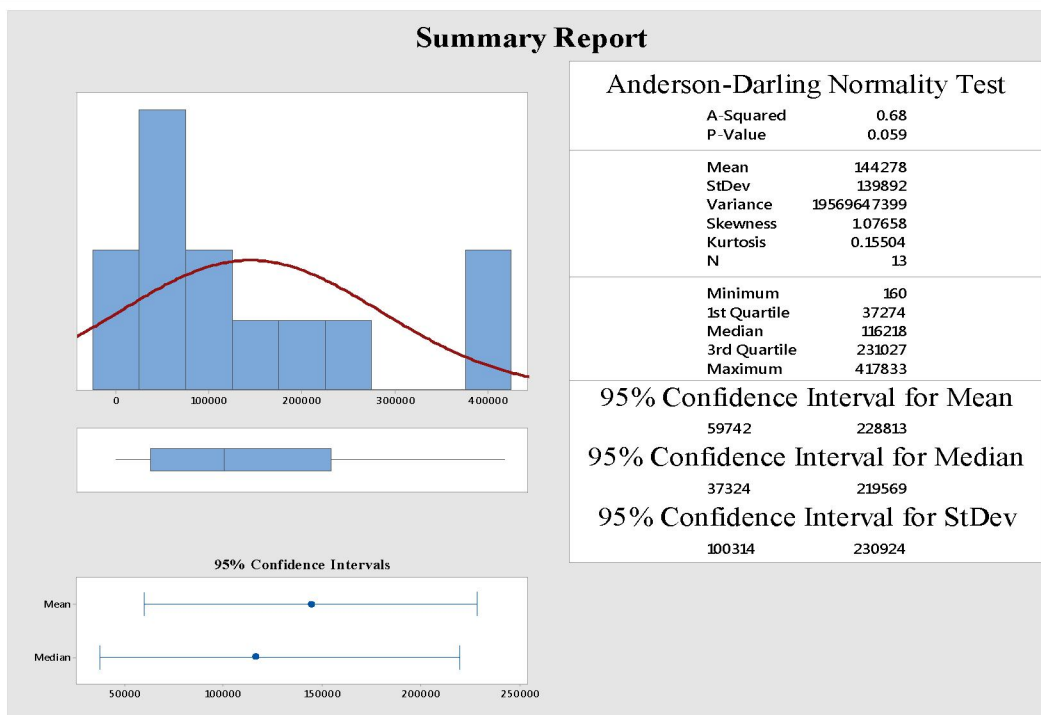 Summary Report
0 100000 200000 300000 400000
95% Confidence Intervals
Mean
Median
50000 100000 150000 200000 250000
Anderson-Darling Normality Test
A-Squared 0.68
P-Value 0.059
Mean 144278
StDev 139892
Variance 19569647399
Skewness 1.07658
Kurtosis 0.15504
N 13
Minimum 160
1st Quartile 37274
Median 116218
3rd Quartile 231027
Maximum 417833
95% Confidence Interval for Mean
59742 228813
95% Confidence Interval for Median
37324 219569
95% Confidence Interval for StDev
100314 230924